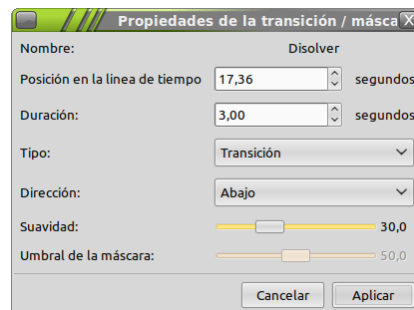 Propiedades de la transición / másca
Nombre: Disolver
Posición en la linea de tiempo 17,36 segundos
Duración: 3,00 segundos
Tipo: Transición
Dirección: Abajo
Suavidad: 30,0
Umbral de la máscara: 50,0
Cancelar Aplicar